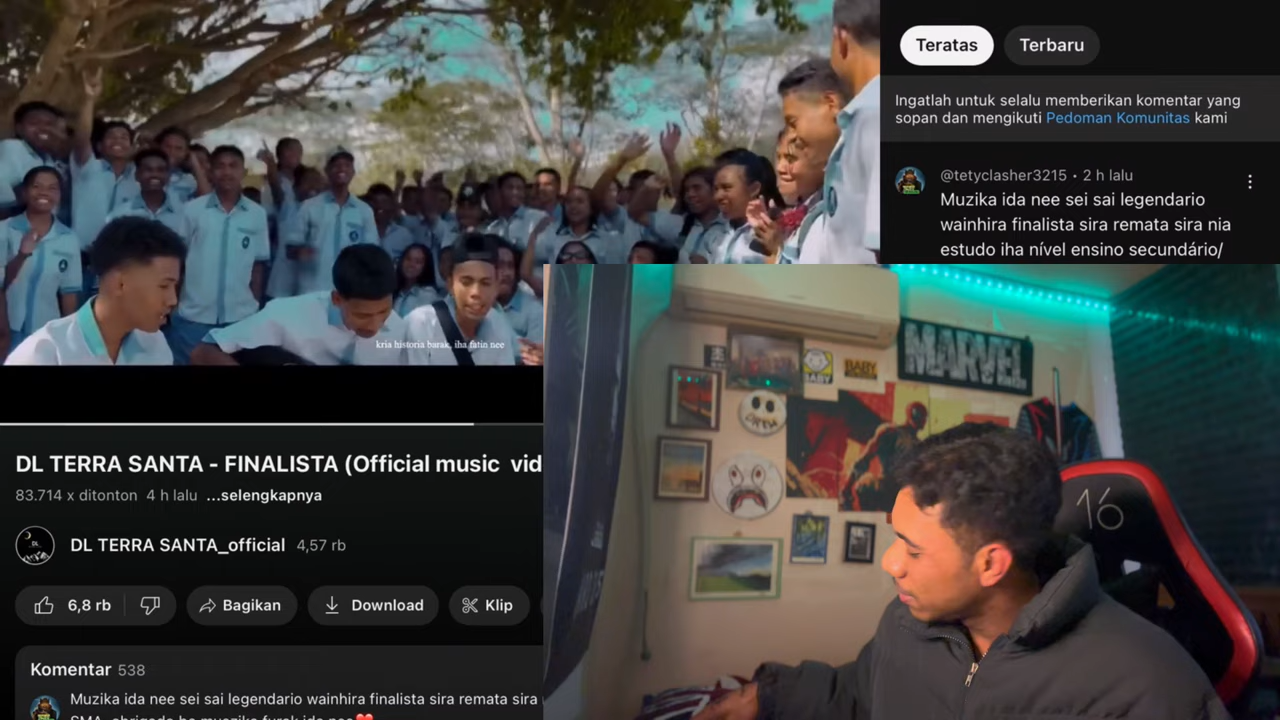 Teratas
Terbaru
Ingatlah untuk selalu memberikan komentar yang
sopan dan mengikuti Pedoman Komunitas kami
@tetyclasher3215 • 2 h lalu
Muzika ida nee sei sai legendario
wainhira finalista sira remata sira nia
estudo iha nível ensino secundário/
kria historia barak, iha fatin nee
DL TERRA SANTA - FINALISTA (Official music vid
83.714 x ditonton 4 h lalu ...selengkapnya
DL TERRA SANTA_official 4,57 rb
6,8 rb
Bagikan
Download
Klip
Komentar 538
Muzika ida nee sei sai legendario wainhira finalista sira remata sira
MARVEL
BABY
BABY
16